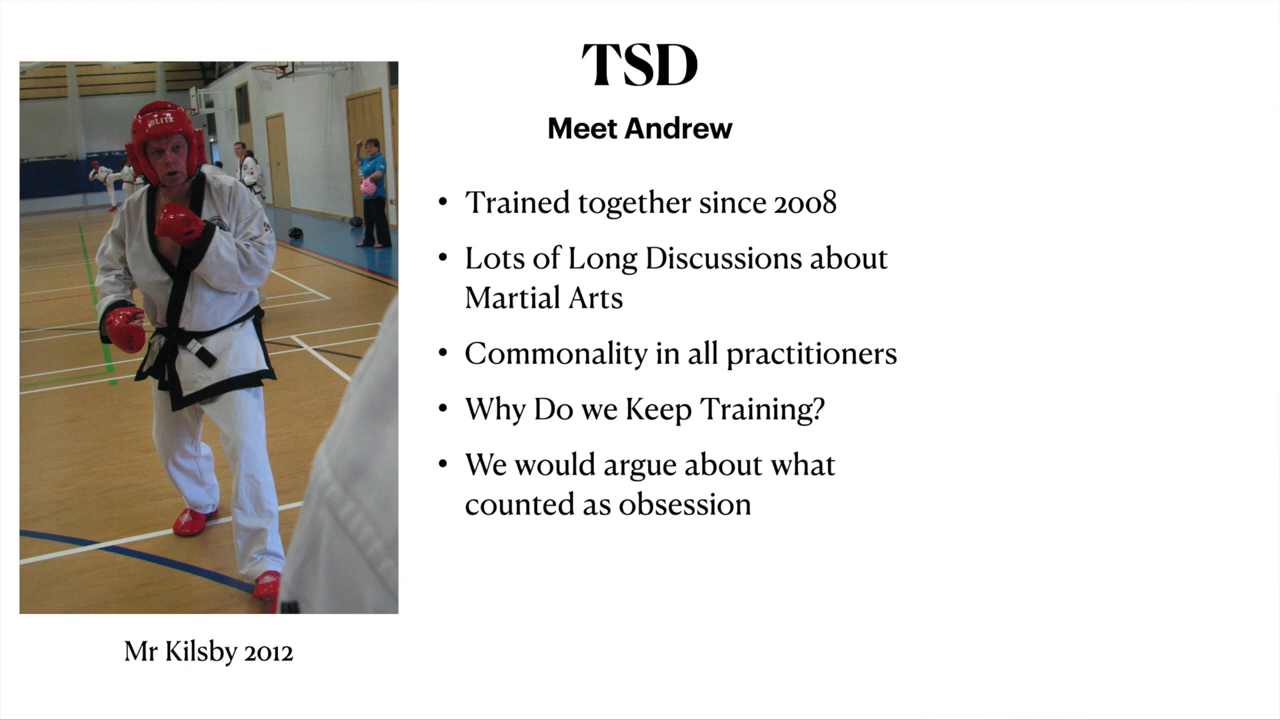 TSD
Meet Andrew
• Trained together since 2008
• Lots of Long Discussions about
Martial Arts
• Commonality in all practitioners
• Why Do we Keep Training?
• We would argue about what
counted as obsession
ELITE
Mr Kilsby 2012